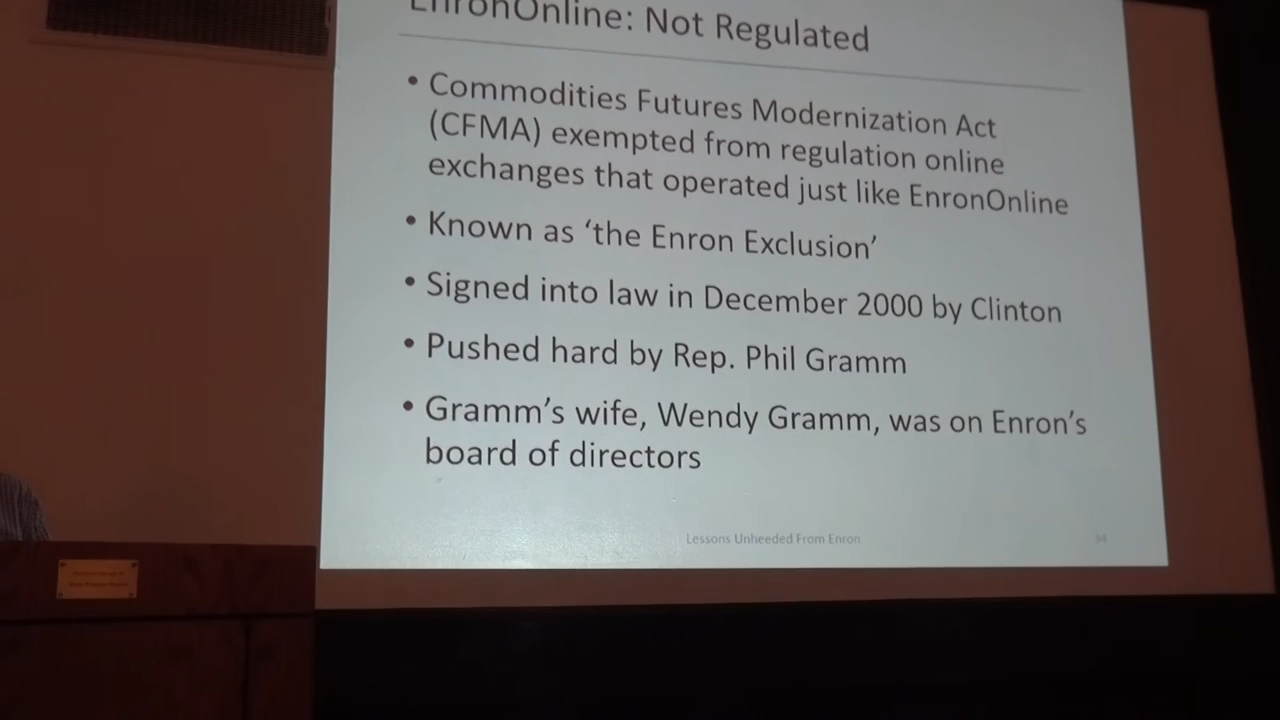 EnronOnline: Not Regulated
• Commodities Futures Modernization Act
(CFMA) exempted from regulation online
exchanges that operated just like EnronOnline
• Known as ‘the Enron Exclusion’
• Signed into law in December 2000 by Clinton
• Pushed hard by Rep. Phil Gramm
• Gramm’s wife, Wendy Gramm, was on Enron’s
board of directors
Lessons Unheeded From Enron
34